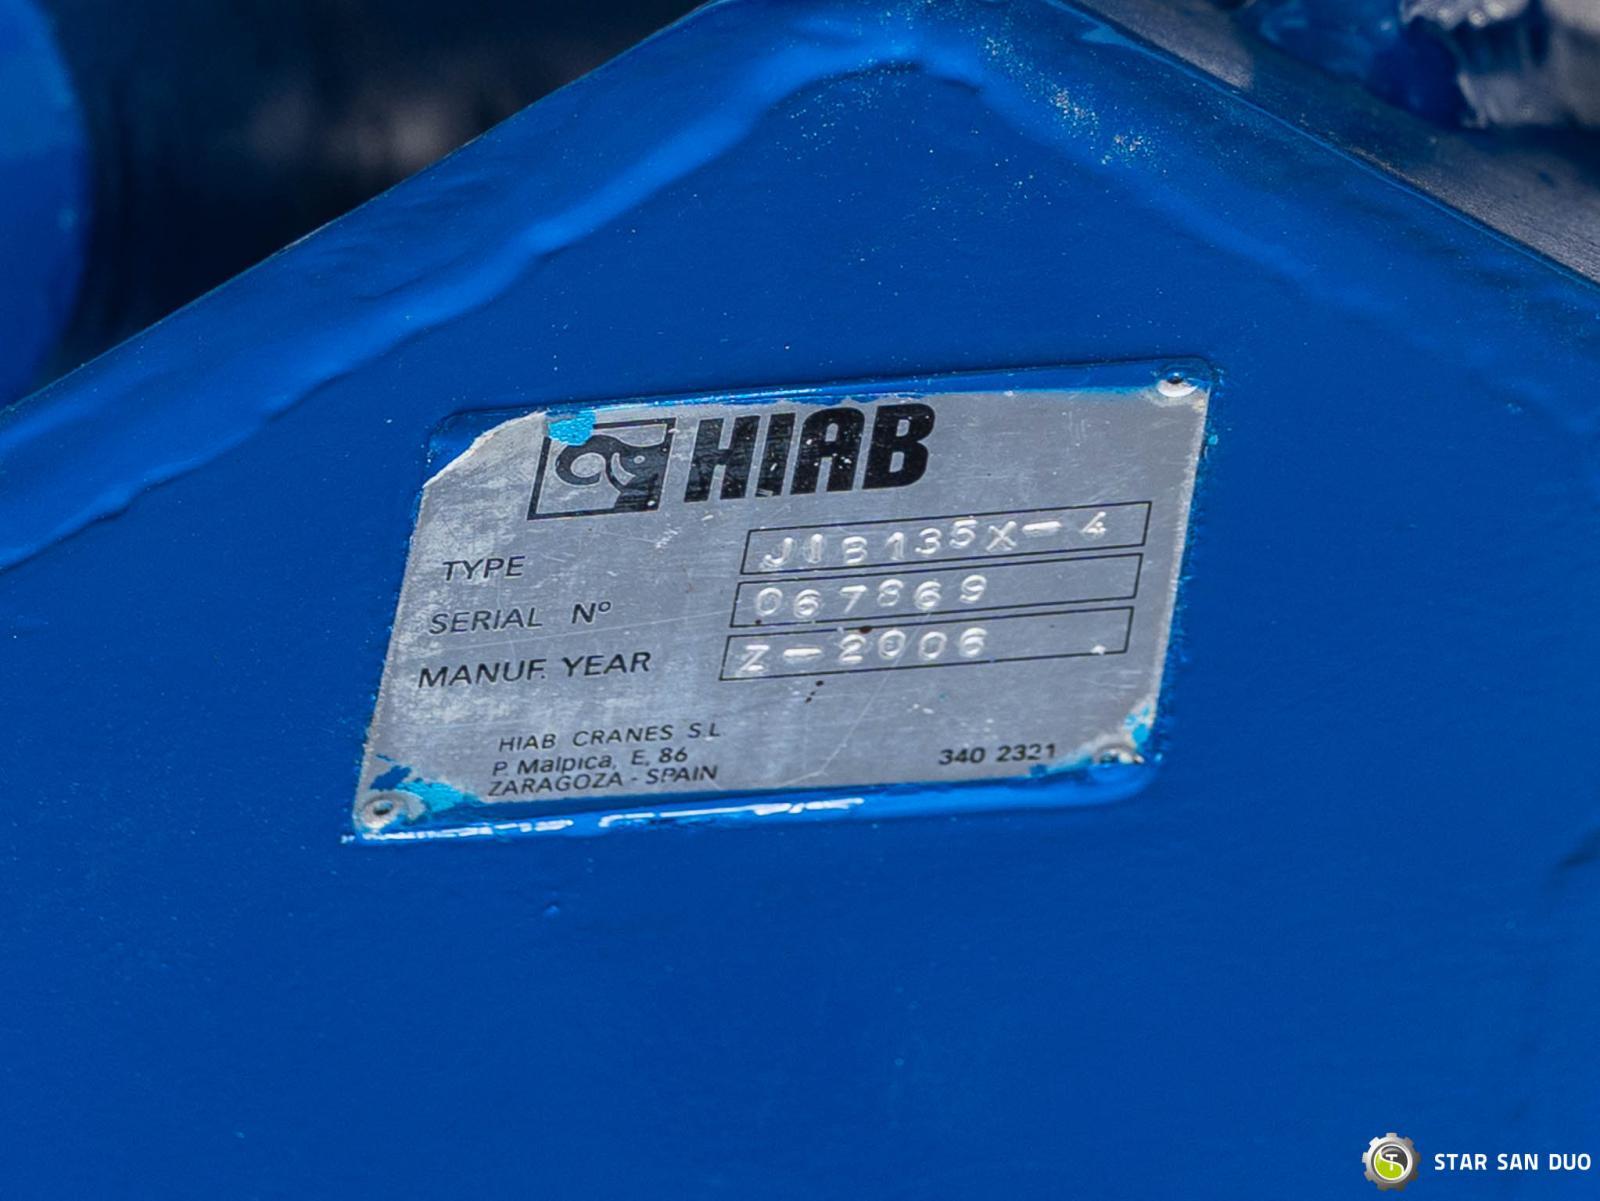 HIAB
TYPE JIB135X-4
SERIAL Nº 067869
MANUF. YEAR Z-2006
HIAB CRANES S.L
P. Malpica, E, 86
ZARAGOZA - SPAIN
340 2321
STAR SAN DUO